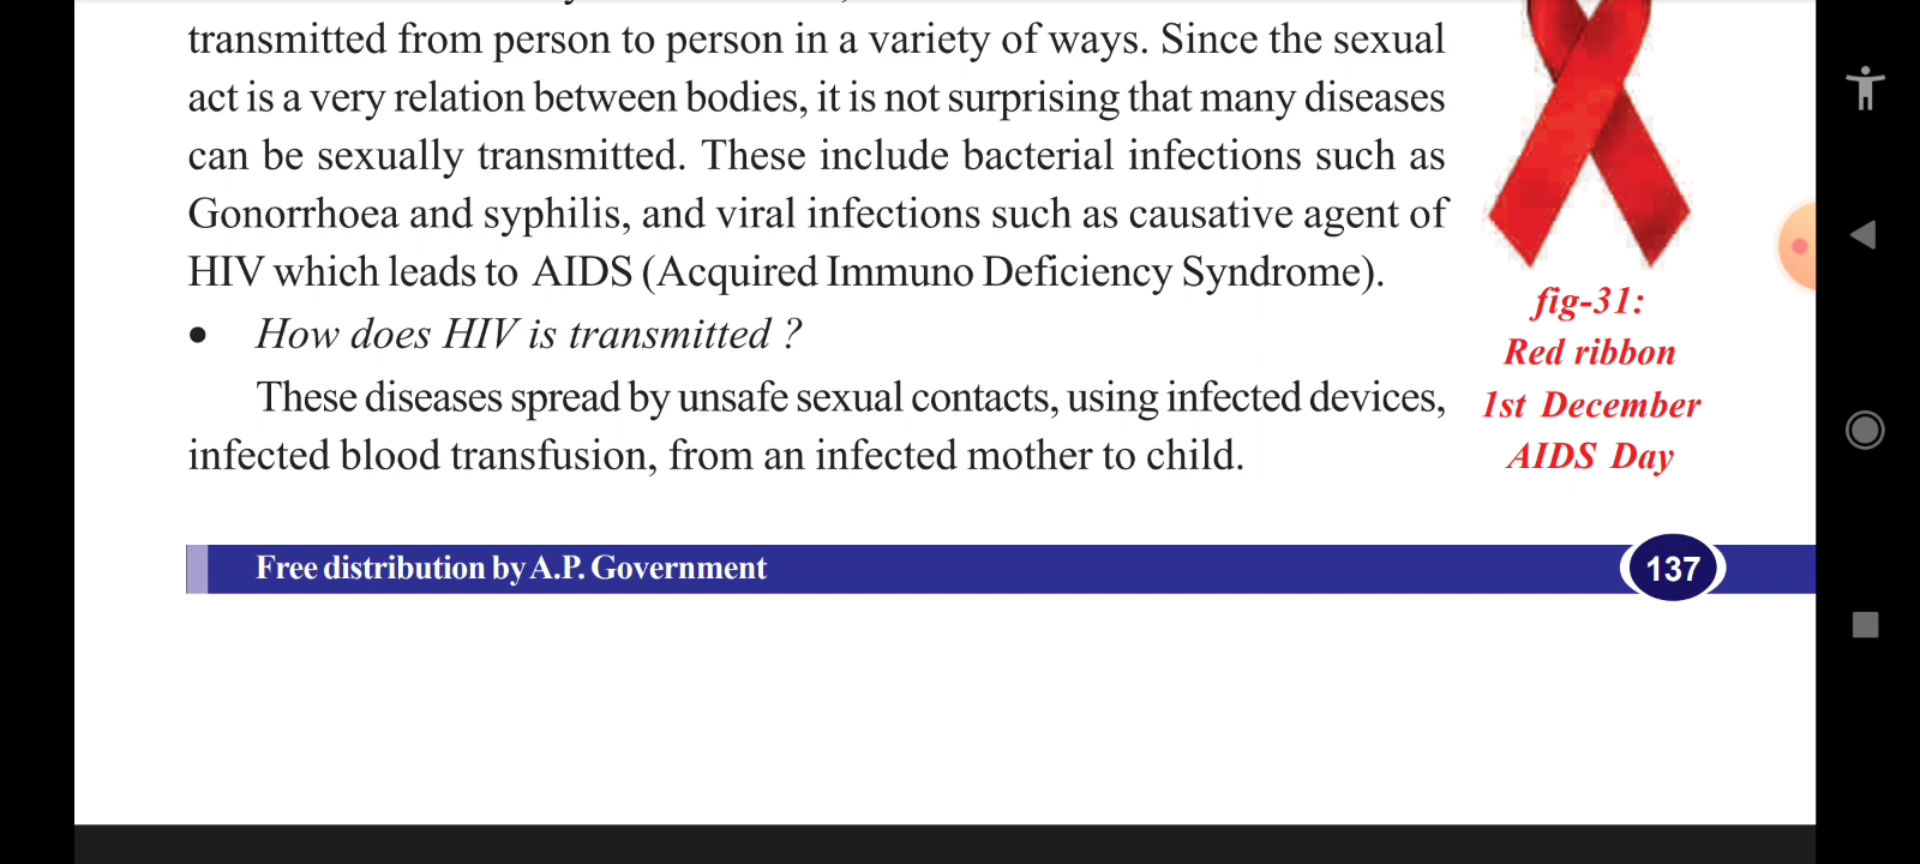 transmitted from person to person in a variety of ways. Since the sexual
act is a very relation between bodies, it is not surprising that many diseases
can be sexually transmitted. These include bacterial infections such as
Gonorrhoea and syphilis, and viral infections such as causative agent of
HIV which leads to AIDS (Acquired Immuno Deficiency Syndrome).
• How does HIV is transmitted ?
These diseases spread by unsafe sexual contacts, using infected devices,
infected blood transfusion, from an infected mother to child.
fig-31:
Red ribbon
1st December
AIDS Day
Free distribution by A.P. Government
137